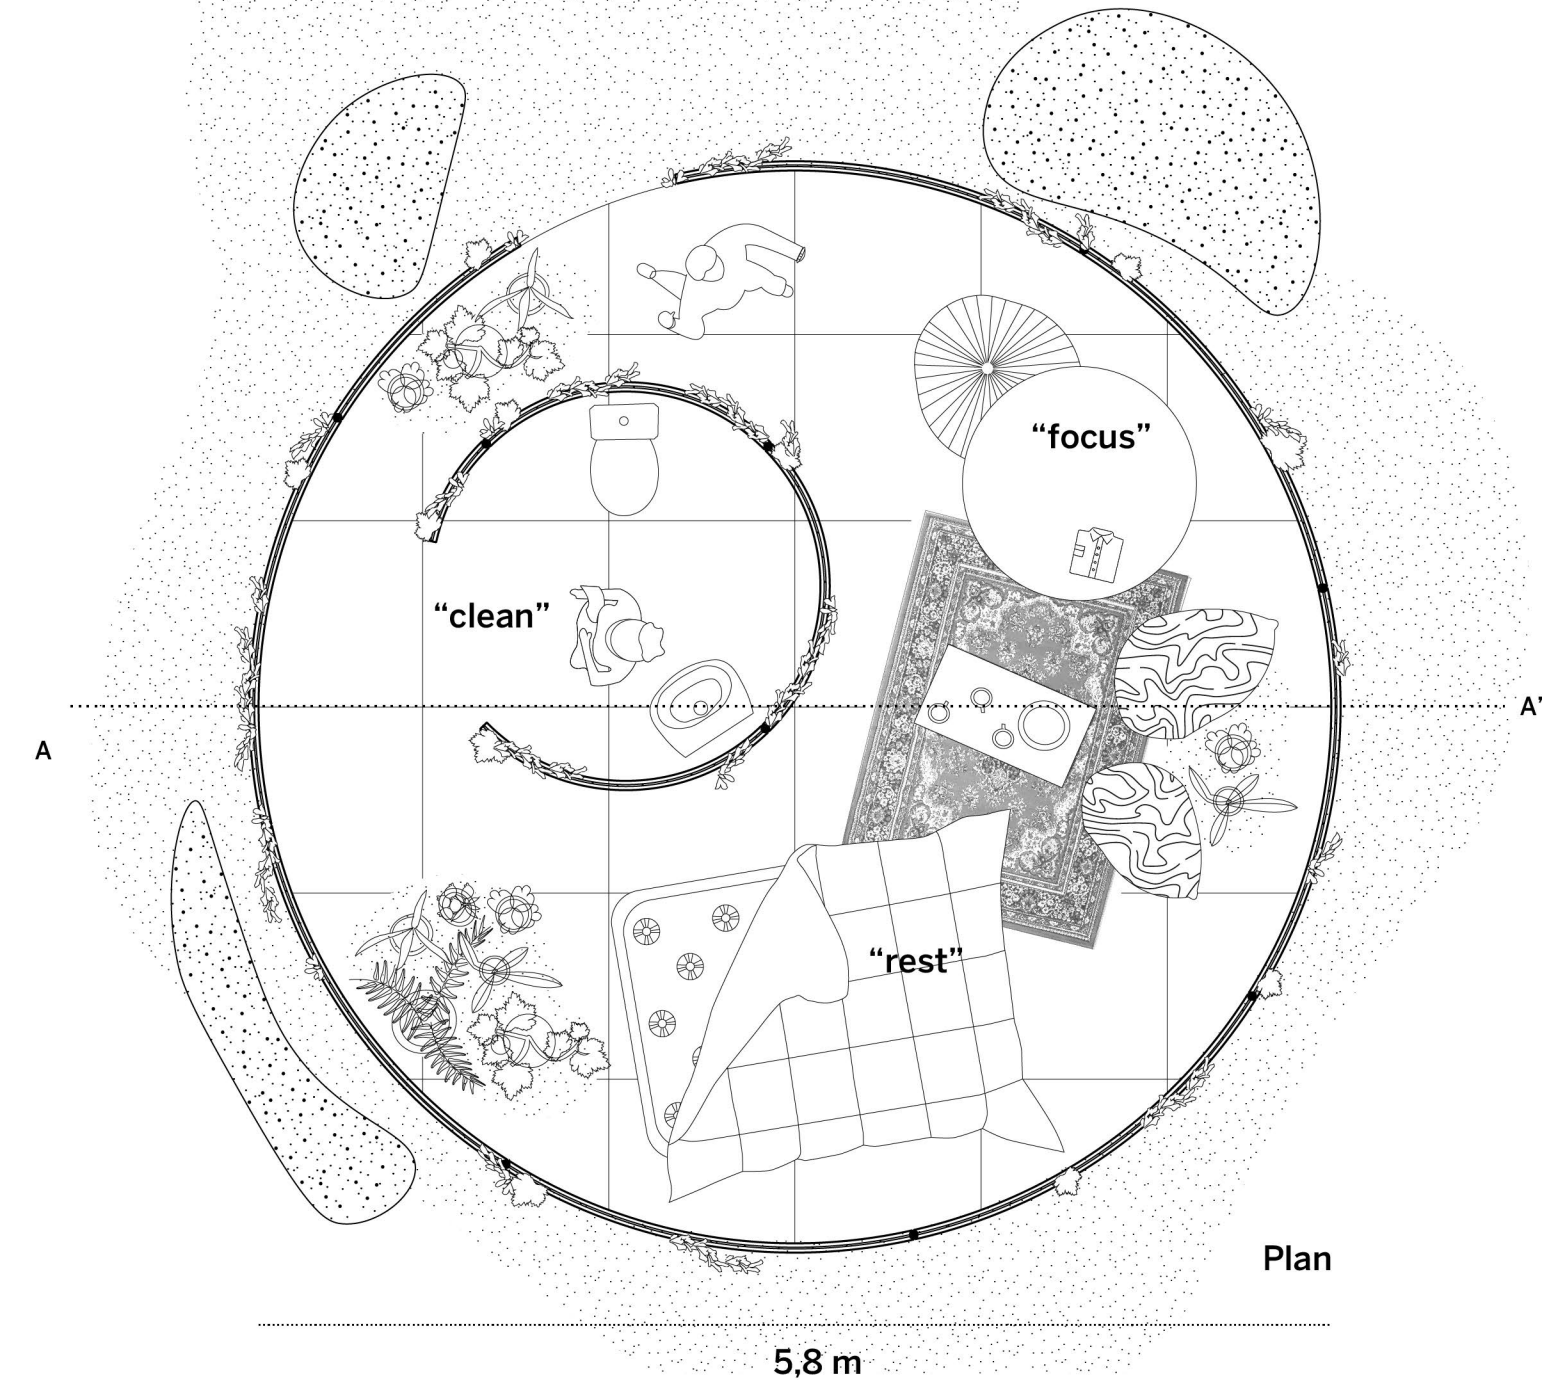 “focus”
“clean”
A’
A
“rest”
Plan
5,8 m